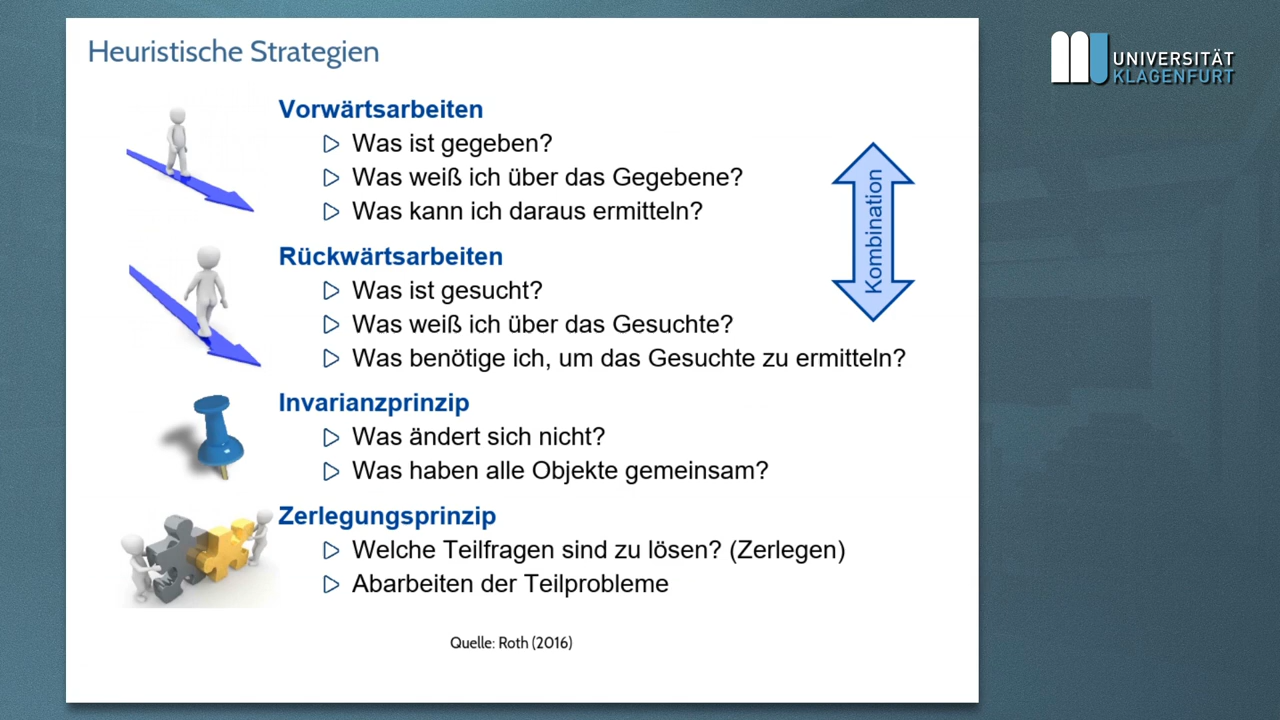 Heuristische Strategien
UNIVERSITÄT
KLAGENFURT
Vorwärtsarbeiten
Was ist gegeben?
Was weiß ich über das Gegebene?
Was kann ich daraus ermitteln?
Kombination
Rückwärtsarbeiten
Was ist gesucht?
Was weiß ich über das Gesuchte?
Was benötige ich, um das Gesuchte zu ermitteln?
Invarianzprinzip
Was ändert sich nicht?
Was haben alle Objekte gemeinsam?
Zerlegungsprinzip
Welche Teilfragen sind zu lösen? (Zerlegen)
Abarbeiten der Teilprobleme
Quelle: Roth (2016)